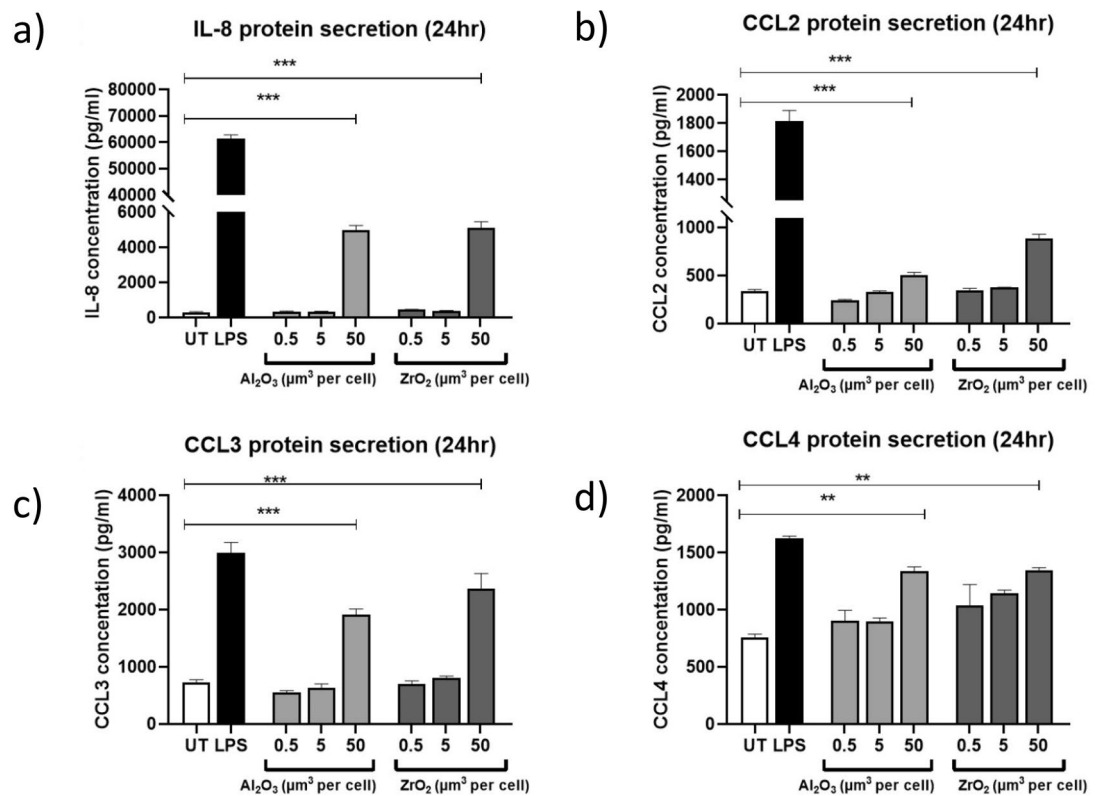 a)
IL-8 protein secretion (24hr)
***
***
IL-8 concentration (pg/ml)
80000
70000
60000
50000
40000
6000
4000
2000
0
UT LPS 0.5 5 50 0.5 5 50
Al₂O₃ (µm³ per cell) ZrO₂ (µm³ per cell)
b)
CCL2 protein secretion (24hr)
***
***
CCL2 concentration (pg/ml)
2000
1800
1600
1400
1000
500
0
UT LPS 0.5 5 50 0.5 5 50
Al₂O₃ (µm³ per cell) ZrO₂ (µm³ per cell)
c)
CCL3 protein secretion (24hr)
***
***
CCL3 concentation (pg/ml)
4000
3000
2000
1000
0
UT LPS 0.5 5 50 0.5 5 50
Al₂O₃ (µm³ per cell) ZrO₂ (µm³ per cell)
d)
CCL4 protein secretion (24hr)
**
**
CCL4 concentration (pg/ml)
2000
1500
1000
500
0
UT LPS 0.5 5 50 0.5 5 50
Al₂O₃ (µm³ per cell) ZrO₂ (µm³ per cell)